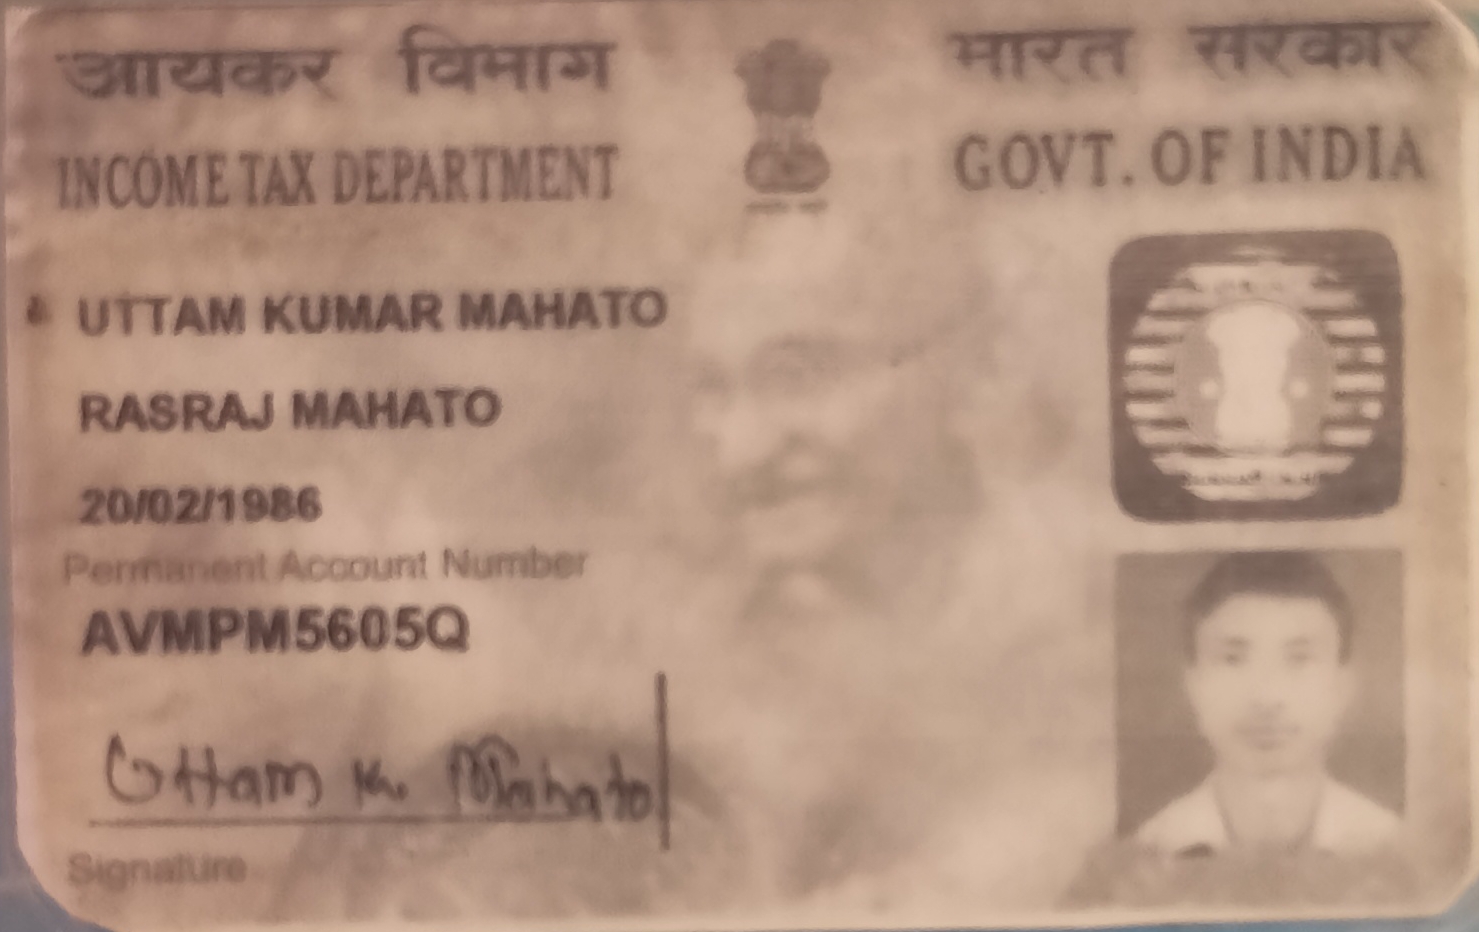 आयकर विभाग
INCOME TAX DEPARTMENT
भारत सरकार
GOVT. OF INDIA
UTTAM KUMAR MAHATO
RASRAJ MAHATO
20/02/1986
Permanent Account Number
AVMPM5605Q
Uttam Kr. Mahato
Signature